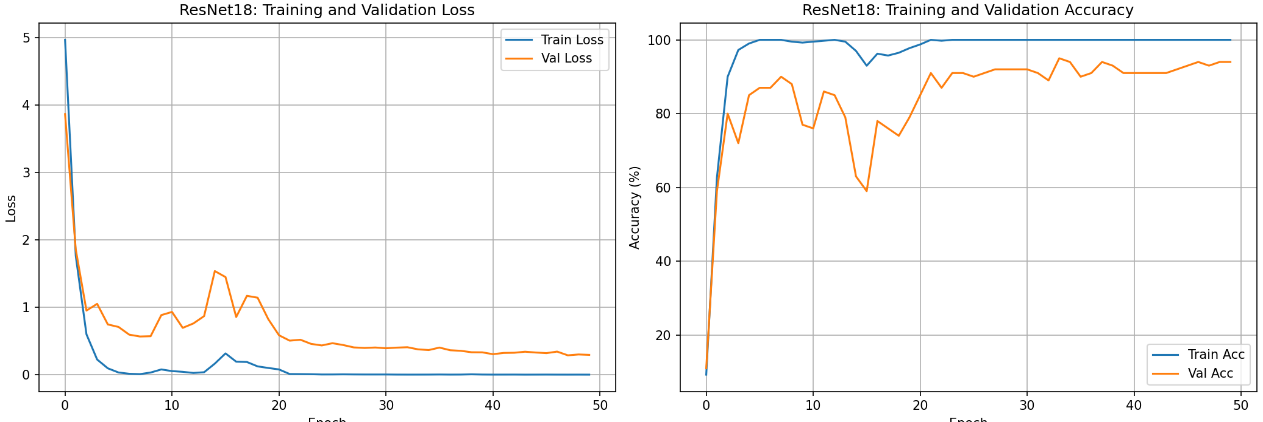 ResNet18: Training and Validation Loss
5
4
3
2
1
0
Loss
0
10
20
30
40
50
Epoch
Train Loss
Val Loss
ResNet18: Training and Validation Accuracy
100
80
60
40
20
Accuracy (%)
0
10
20
30
40
50
Epoch
Train Acc
Val Acc